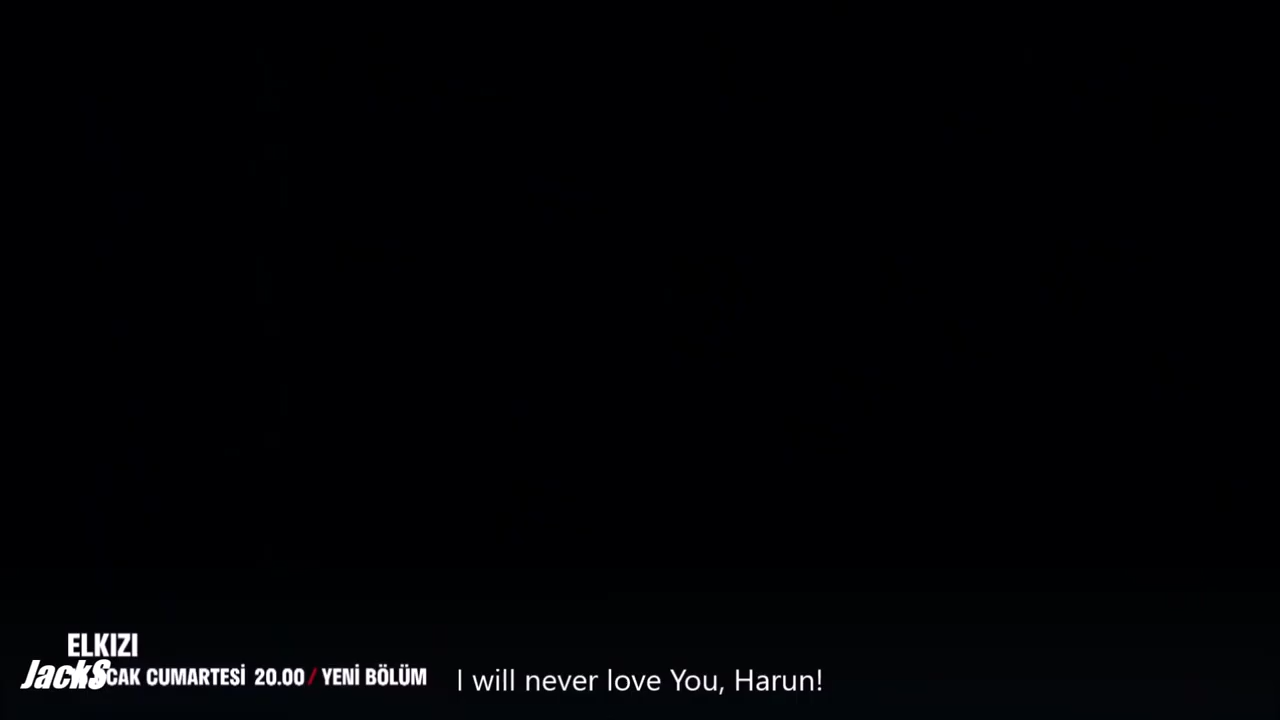 ELKIZI
JackS
CAK CUMARTESİ 20.00 / YENİ BÖLÜM
I will never love You, Harun!